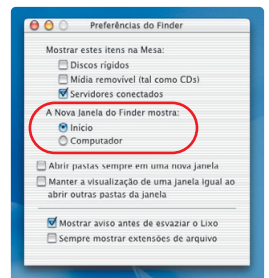 Preferências do Finder
Mostrar estes itens na Mesa:
Discos rígidos
Mídia removível (tal como CDs)
Servidores conectados
A Nova Janela do Finder mostra:
Início
Computador
Abrir pastas sempre em uma nova janela
Manter a visualização de uma janela igual ao
abrir outras pastas da janela
Mostrar aviso antes de esvaziar o Lixo
Sempre mostrar extensões de arquivo